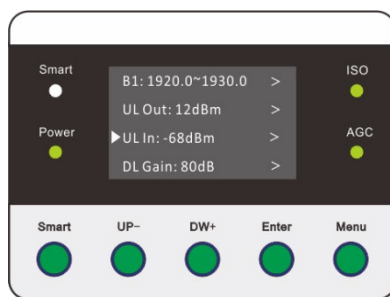 Smart
ISO
B1: 1920.0~1930.0 >
UL Out: 12dBm >
Power
UL In: -68dBm >
AGC
DL Gain: 80dB >
Smart UP- DW+ Enter Menu